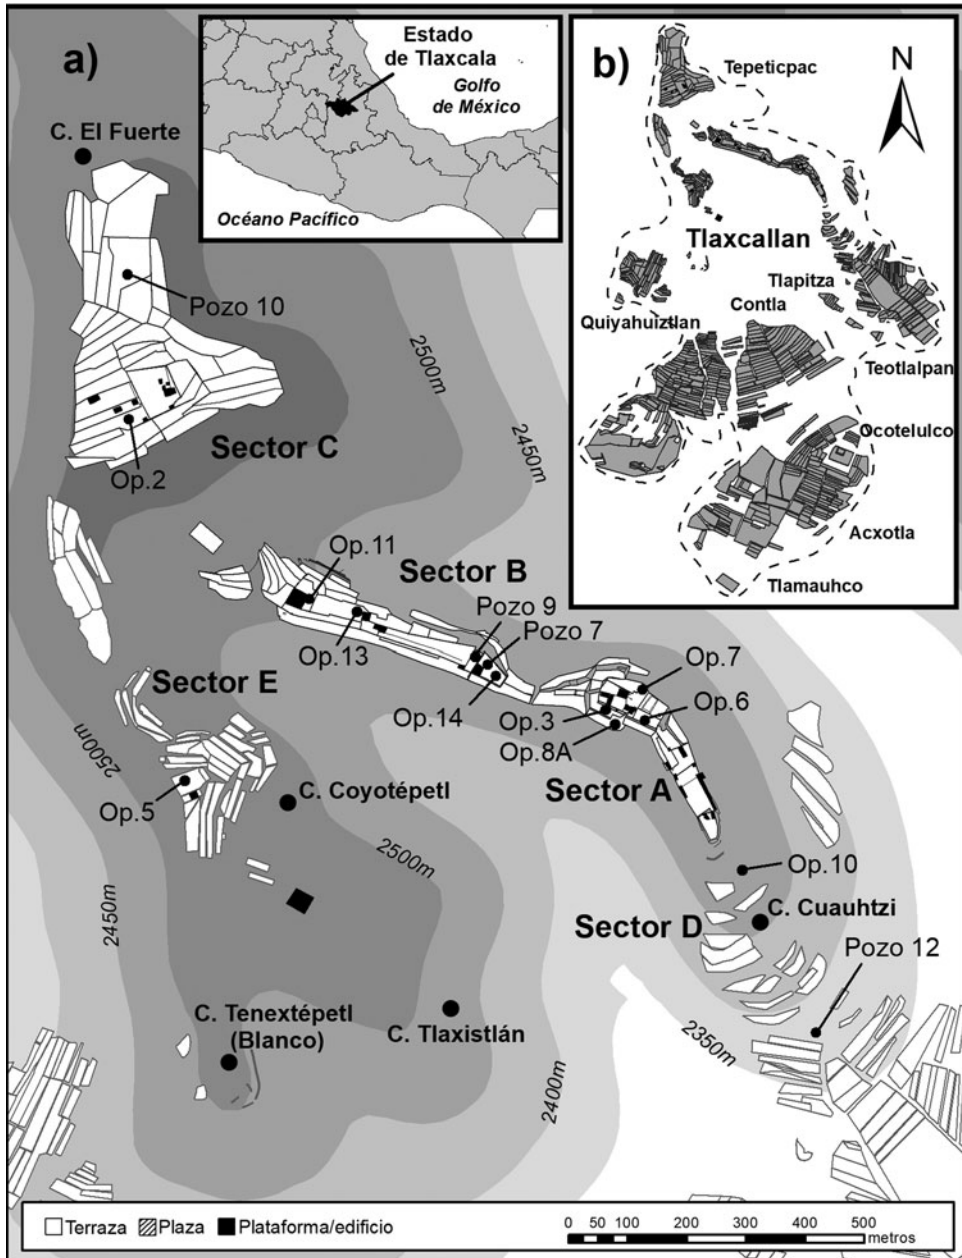 a)
Estado
de Tlaxcala
Golfo
de México
Océano Pacífico
b)
N
Tepeticpac
Tlaxcallan
Tlapitza
Contla
Quiyahuiztlan
Teotlalpan
Ocotelulco
Acxotla
Tlamauhco
C. El Fuerte
Pozo 10
2500m
2450m
Sector C
Op.2
Op.11
Sector B
Pozo 9
Pozo 7
Op.13
Op.14
Op.7
Op.6
Op.3
Op.8A
Sector E
2500m
Op.5
C. Coyotépetl
Sector A
2500m
Op.10
2450m
Sector D
C. Cuauhtzi
Pozo 12
C. Tenextépetl
(Blanco)
C. Tlaxistlán
2400m
2350m
Terraza
Plaza
Plataforma/edificio
0 50 100 200 300 400 500
metros